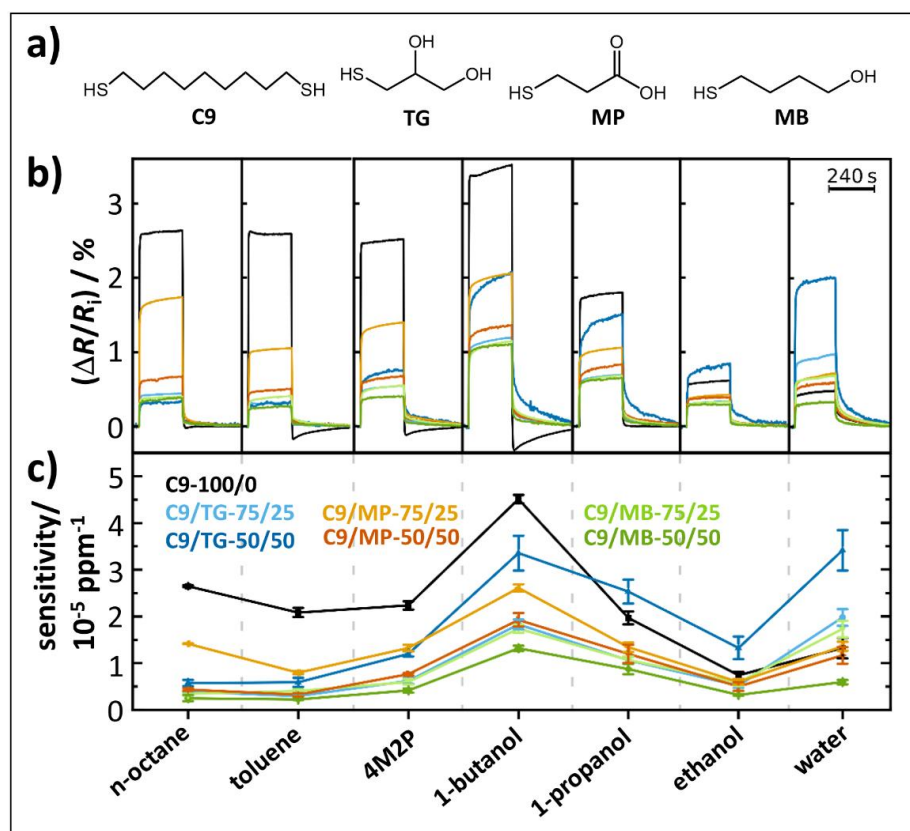 a)
HS
SH
C9
OH
HS
OH
TG
O
HS
OH
MP
HS
OH
MB
b)
240 s
(ΔR/Rᵢ) / %
3
2
1
0
c)
sensitivity/
10⁻⁵ ppm⁻¹
5
4
3
2
1
0
C9-100/0
C9/TG-75/25 C9/MP-75/25 C9/MB-75/25
C9/TG-50/50 C9/MP-50/50 C9/MB-50/50
n-octane
toluene
4M2P
1-butanol
1-propanol
ethanol
water